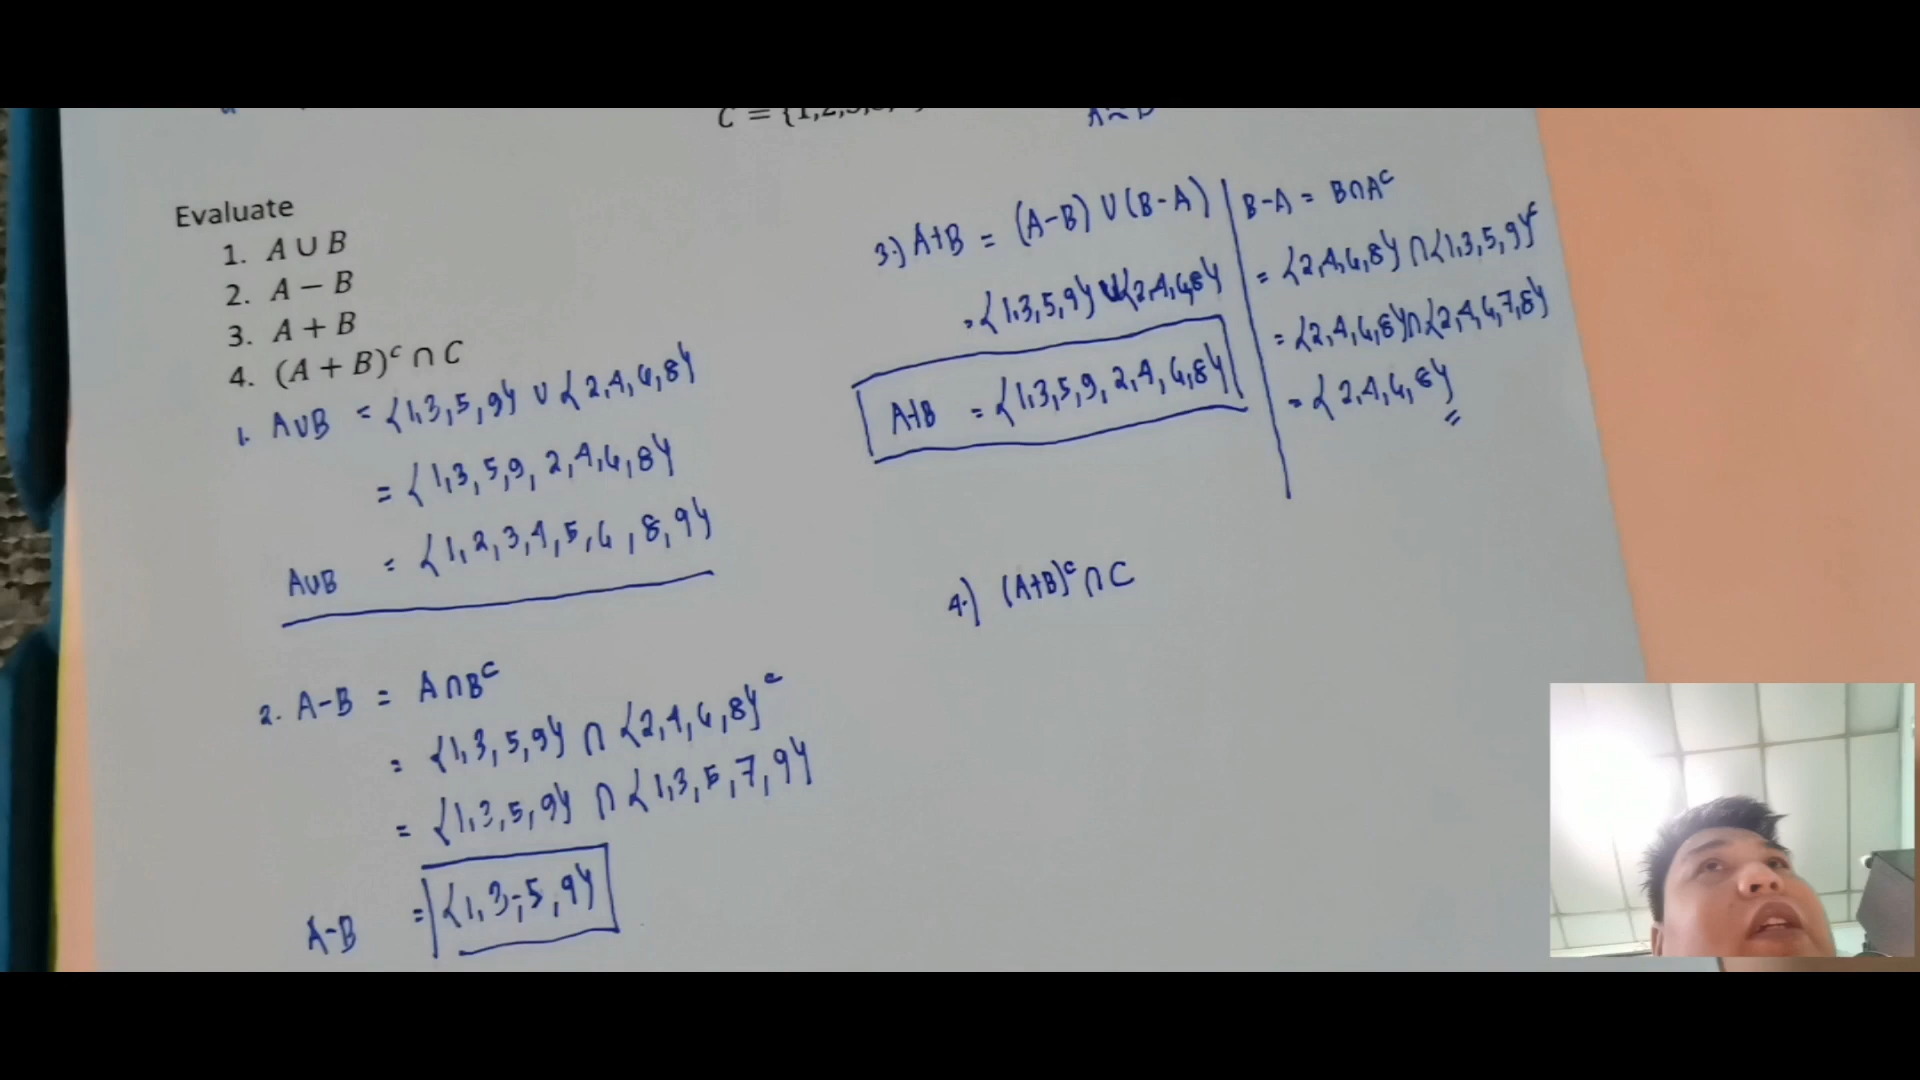 C = {1,2,
Evaluate
1. A ∪ B
2. A − B
3. A + B
4. (A + B)ᶜ ∩ C
1. A∪B = {1,3,5,9} ∪ {2,4,6,8}
= {1,3,5,9, 2,4,6,8}
A∪B = {1,2,3,4,5,6,8,9}
2. A-B = A∩Bᶜ
= {1,3,5,9} ∩ {2,4,6,8}ᶜ
= {1,3,5,9} ∩ {1,3,5,7,9}
A-B = {1,3,5,9}
3.) A+B = (A-B) ∪ (B-A)
= {1,3,5,9} ∪ {2,4,6,8}
A+B = {1,3,5,9,2,4,6,8}
B-A = B∩Aᶜ
= {2,4,6,8} ∩ {1,3,5,9}ᶜ
= {2,4,6,8} ∩ {2,4,6,7,8}
= {2,4,6,8}
4.) (A+B)ᶜ ∩ C